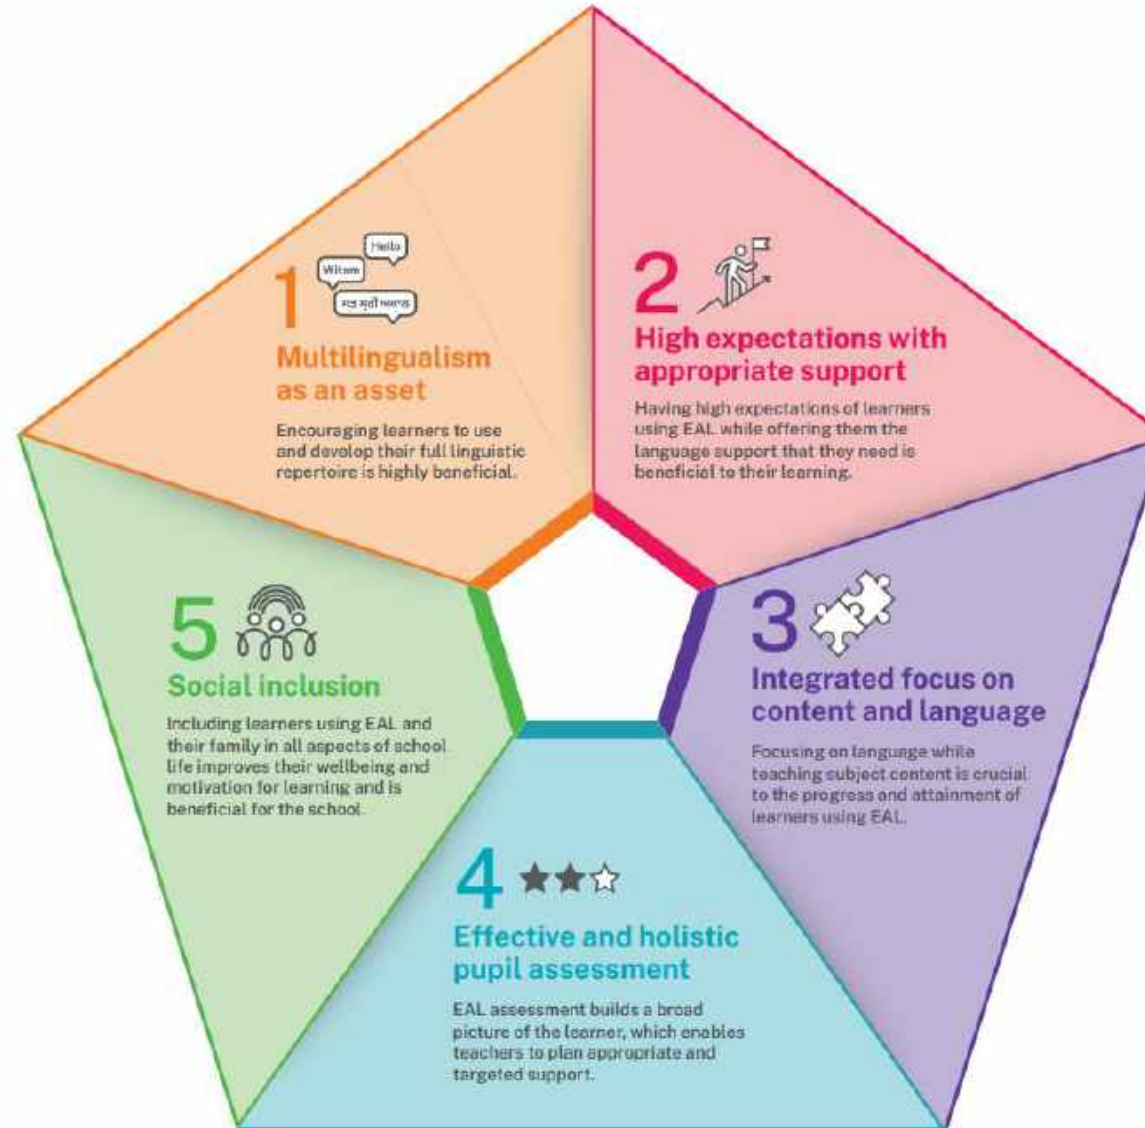 1
Hello
Witam
ਸਤ ਸ੍ਰੀ ਅਕਾਲ
Multilingualism
as an asset
Encouraging learners to use
and develop their full linguistic
repertoire is highly beneficial.
2
High expectations with
appropriate support
Having high expectations of learners
using EAL while offering them the
language support that they need is
beneficial to their learning.
3
Integrated focus on
content and language
Focusing on language while
teaching subject content is crucial
to the progress and attainment of
learners using EAL.
4
Effective and holistic
pupil assessment
EAL assessment builds a broad
picture of the learner, which enables
teachers to plan appropriate and
targeted support.
5
Social inclusion
Including learners using EAL and
their family in all aspects of school
life improves their wellbeing and
motivation for learning and is
beneficial for the school.